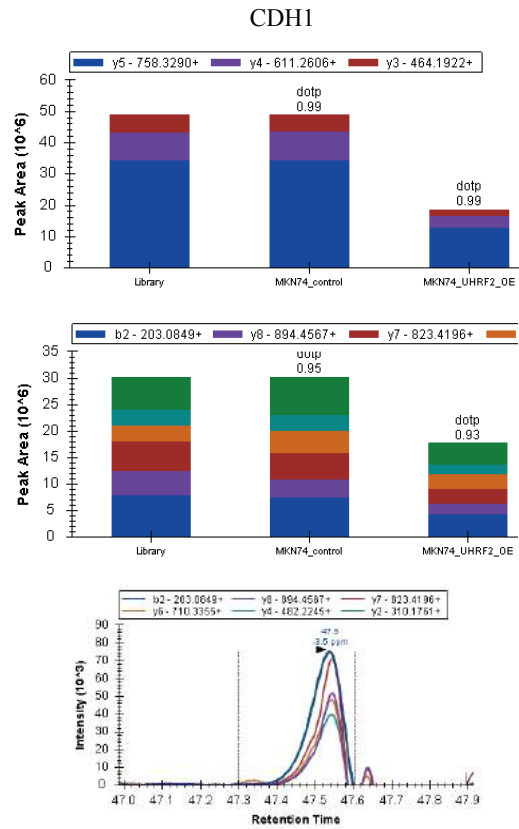 CDH1
y5 - 758.3290+ y4 - 611.2606+ y3 - 464.1922+
Peak Area (10^6)
60
50
40
30
20
10
0
dotp
0.99
dotp
0.99
Library MKN74_control MKN74_UHRF2_OE
b2 - 203.0849+ y8 - 894.4567+ y7 - 823.4196+
Peak Area (10^6)
35
30
25
20
15
10
5
0
dotp
0.95
dotp
0.93
Library MKN74_control MKN74_UHRF2_OE
b2 - 203.0849+ y8 - 894.4567+ y7 - 823.4196+
y6 - 710.3355+ y4 - 482.2245+ y2 - 310.1761+
Intensity (10^3)
90
80
70
60
50
40
30
20
10
0
47.5
-3.5 ppm
47.0 47.1 47.2 47.3 47.4 47.5 47.6 47.7 47.8 47.9
Retention Time